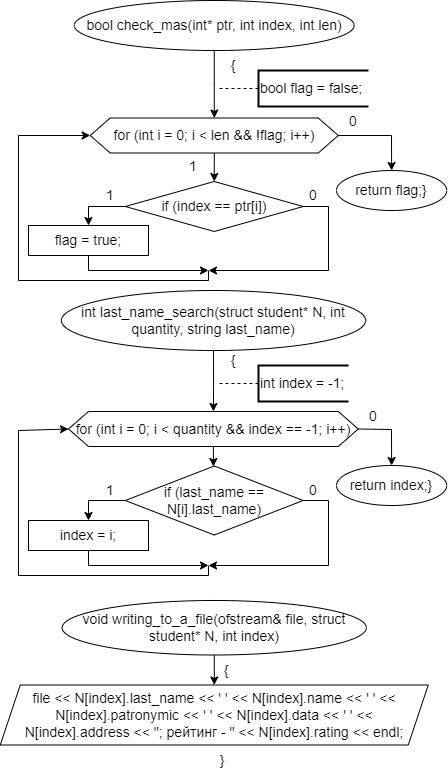 bool check_mas(int* ptr, int index, int len)
{
bool flag = false;
for (int i = 0; i < len && !flag; i++)
0
1
return flag;}
if (index == ptr[i])
1
0
flag = true;
int last_name_search(struct student* N, int
quantity, string last_name)
{
int index = -1;
for (int i = 0; i < quantity && index == -1; i++)
0
return index;}
if (last_name ==
N[i].last_name)
1
0
index = i;
void writing_to_a_file(ofstream& file, struct
student* N, int index)
{
file << N[index].last_name << ' ' << N[index].name << ' ' <<
N[index].patronymic << ' ' << N[index].data << ' ' <<
N[index].address << "; рейтинг - " << N[index].rating << endl;
}